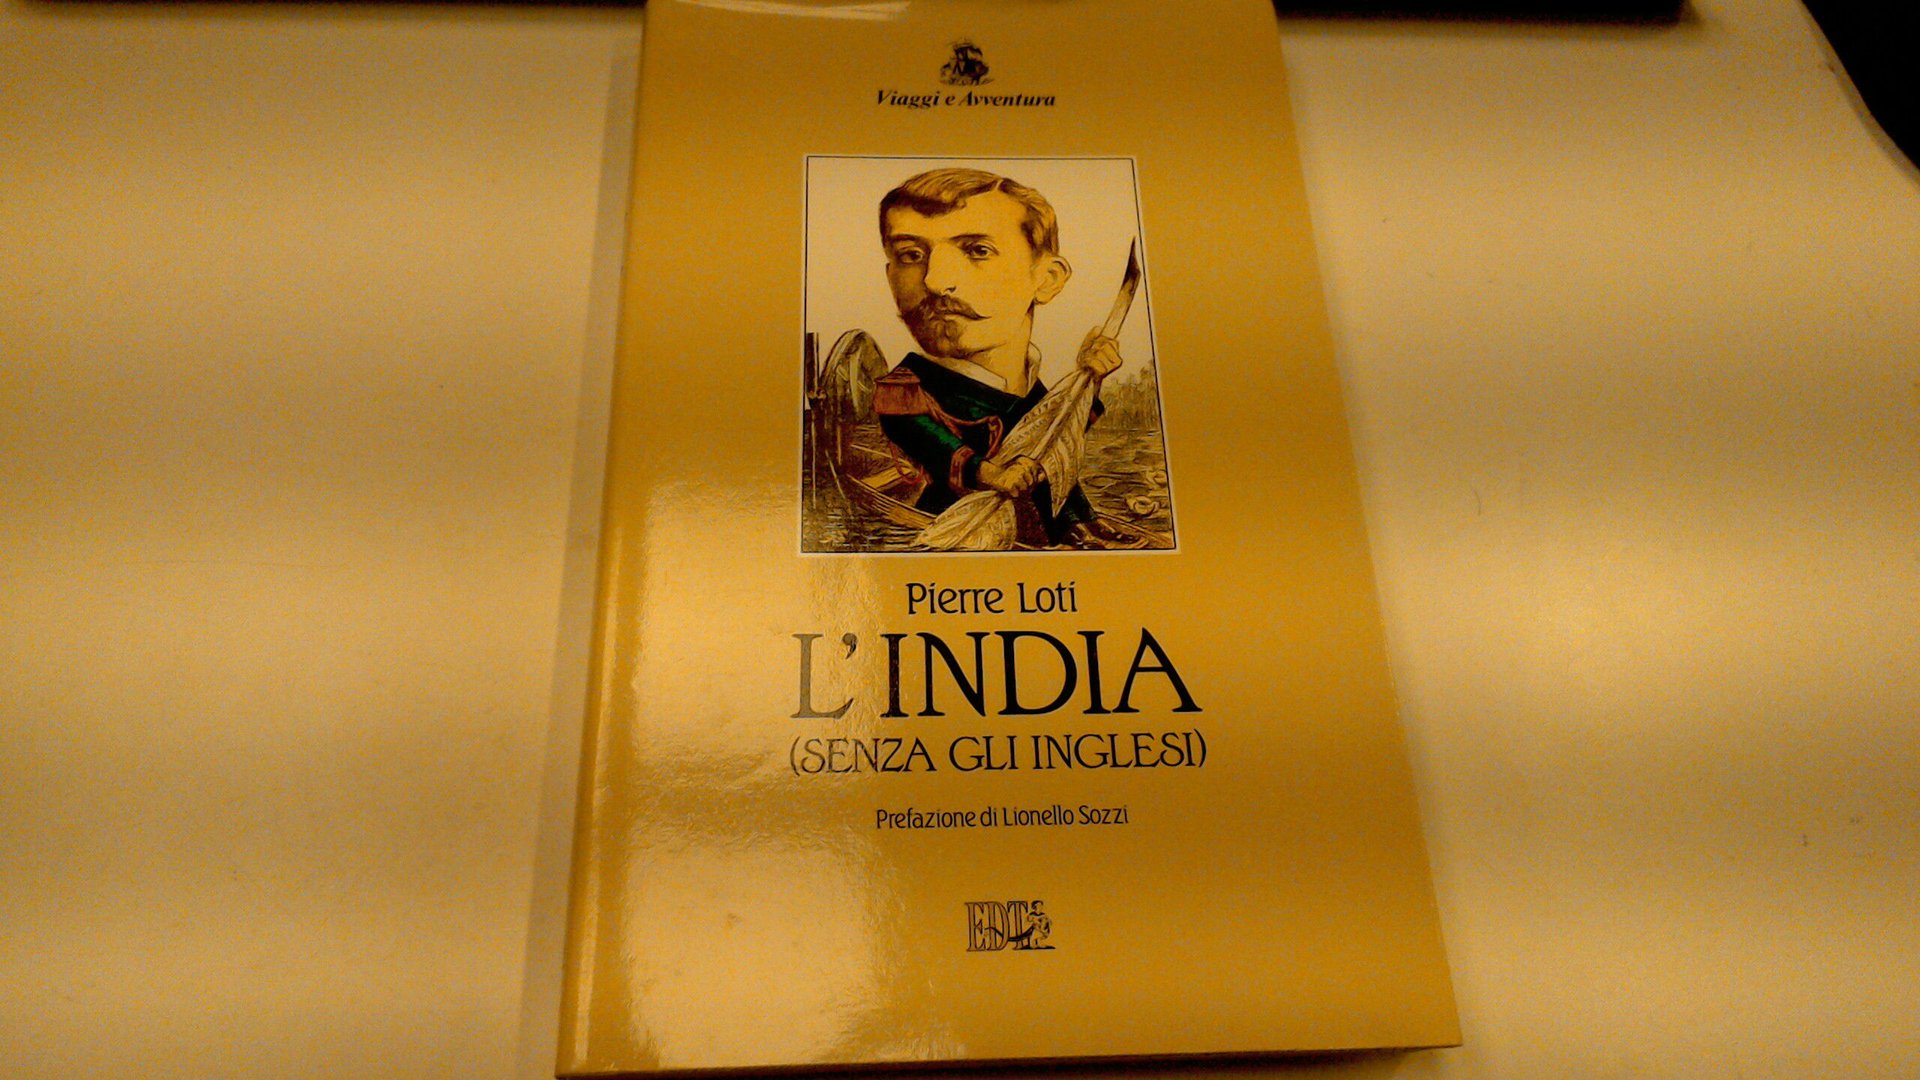 Viaggi e Avventura
Pierre Loti
L'INDIA
(SENZA GLI INGLESI)
Prefazione di Lionello Sozzi
EDT